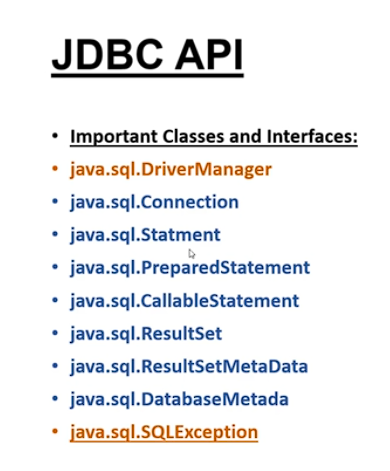 JDBC API
• Important Classes and Interfaces:
• java.sql.DriverManager
• java.sql.Connection
• java.sql.Statment
• java.sql.PreparedStatement
• java.sql.CallableStatement
• java.sql.ResultSet
• java.sql.ResultSetMetaData
• java.sql.DatabaseMetada
• java.sql.SQLException